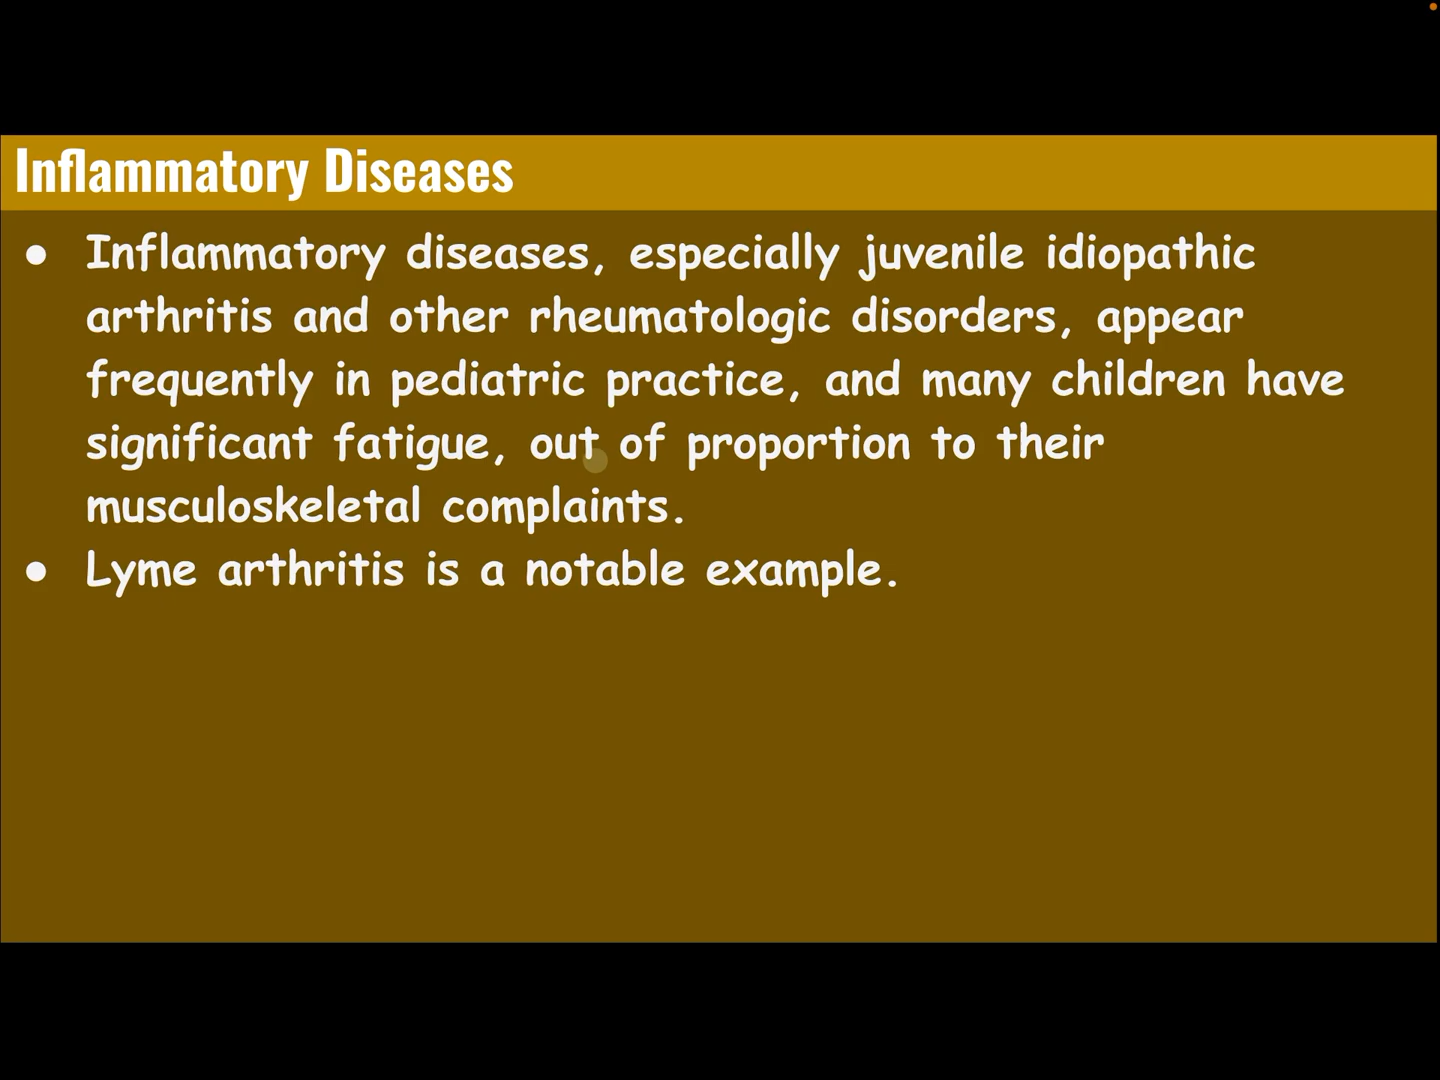 Inflammatory Diseases
● Inflammatory diseases, especially juvenile idiopathic
arthritis and other rheumatologic disorders, appear
frequently in pediatric practice, and many children have
significant fatigue, out of proportion to their
musculoskeletal complaints.
● Lyme arthritis is a notable example.